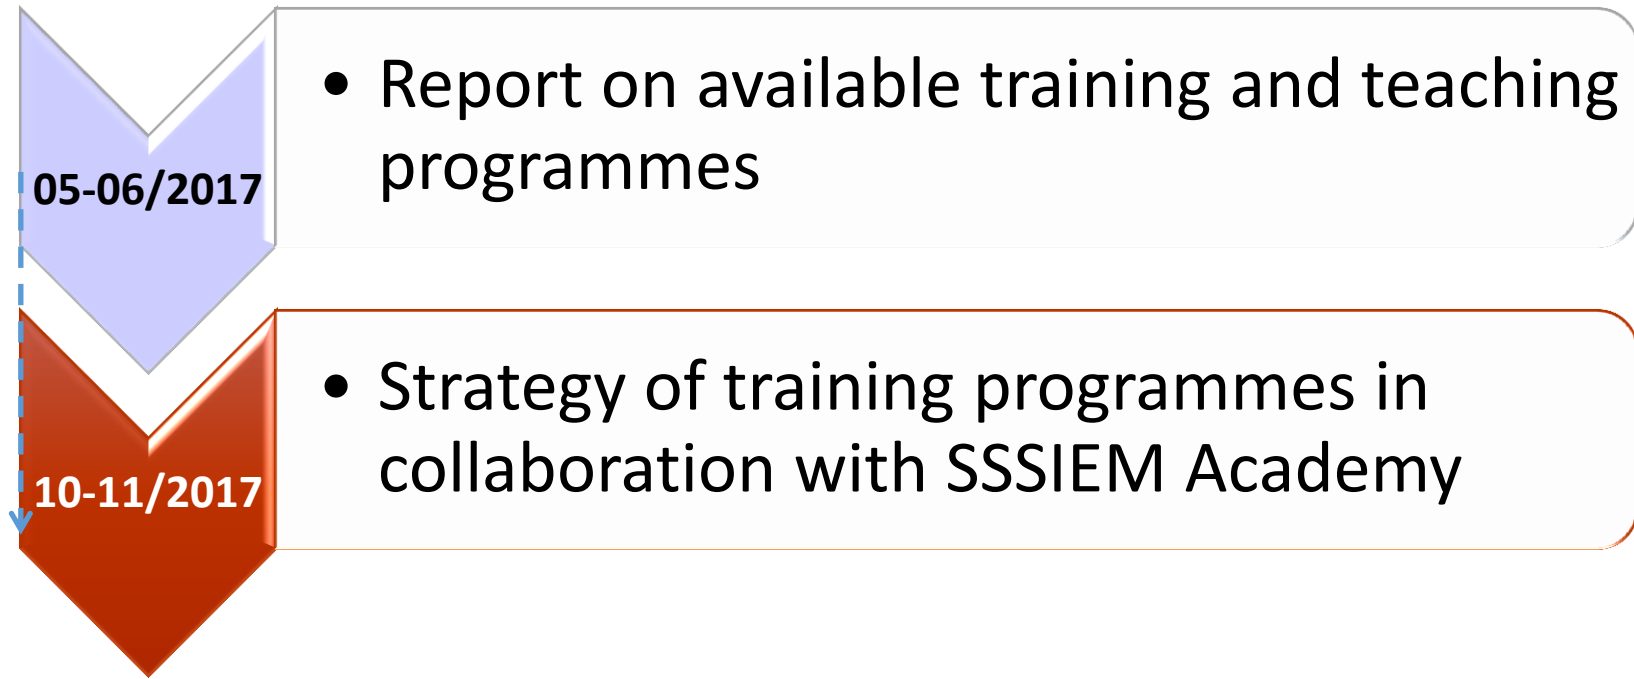 05-06/2017
• Report on available training and teaching
programmes
10-11/2017
• Strategy of training programmes in
collaboration with SSSIEM Academy